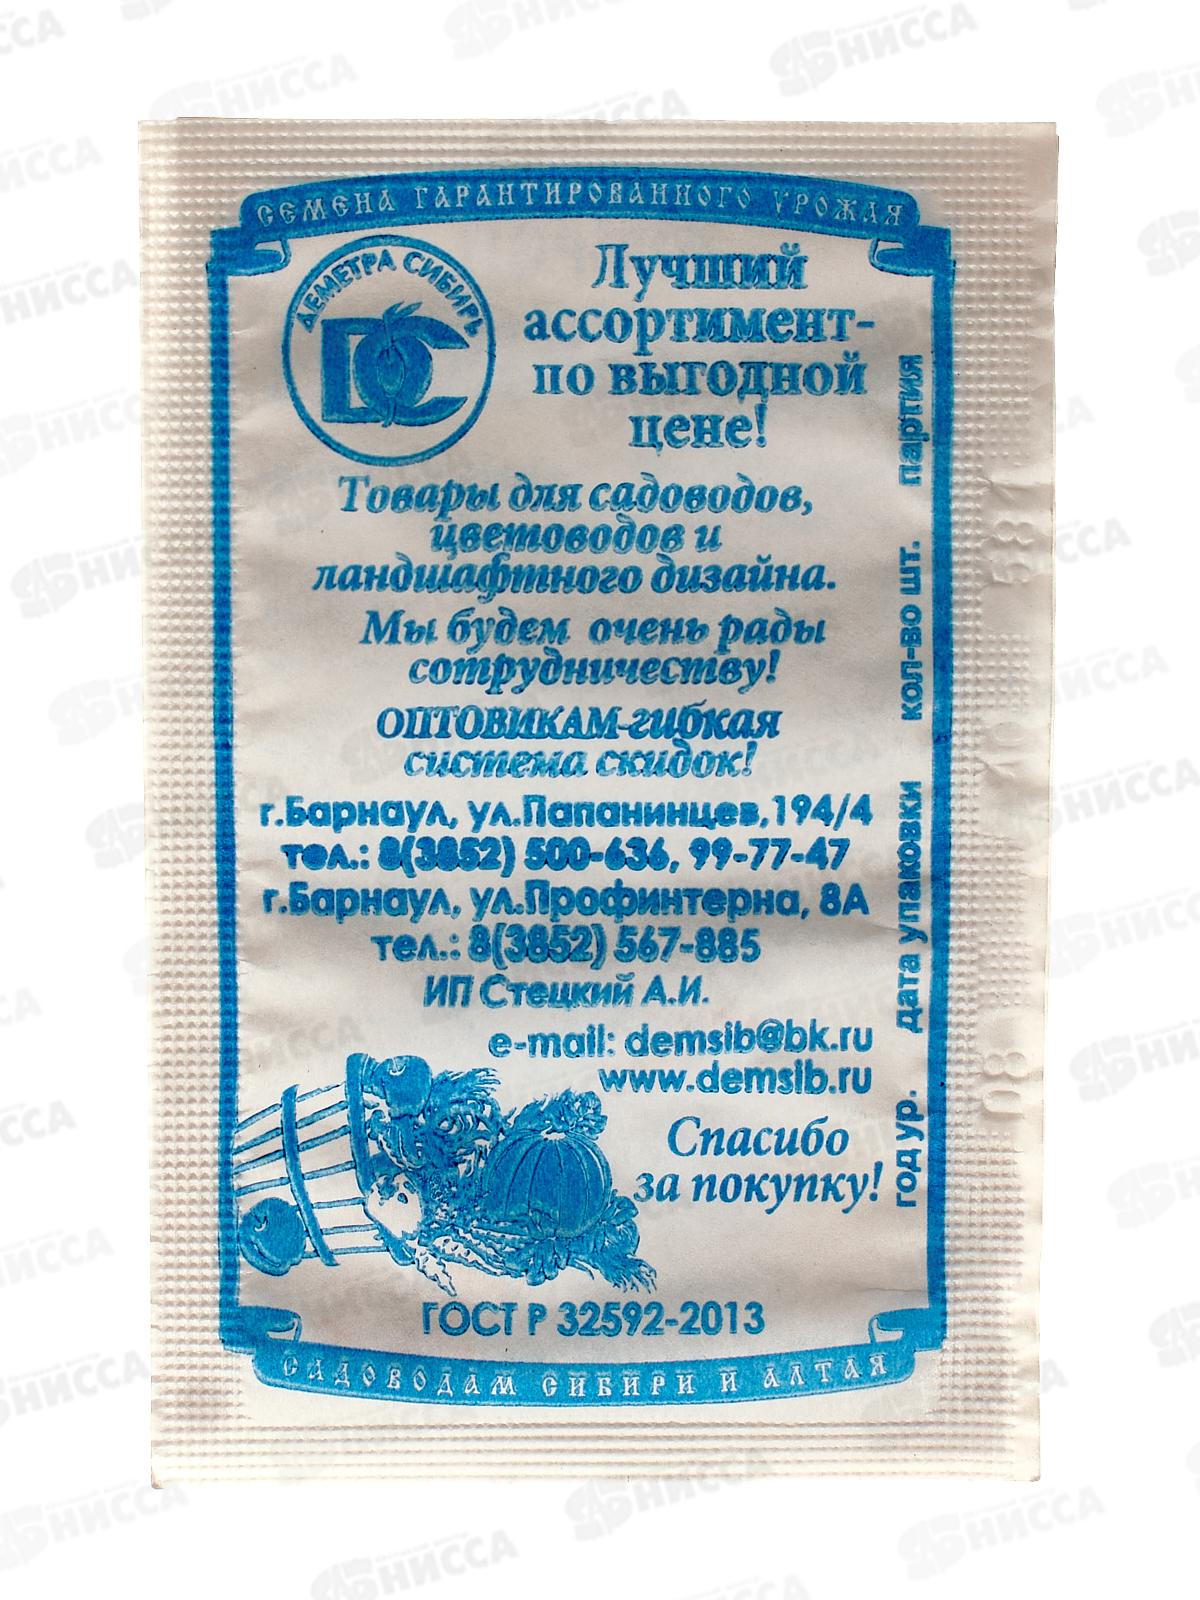 СЕМЕНА ГАРАНТИРОВАННОГО УРОЖАЯ
ДЕМЕТРА СИБИРЬ
ДС
Лучший
ассортимент-
по выгодной
цене!
Товары для садоводов,
цветоводов и
ландшафтного дизайна.
Мы будем очень рады
сотрудничеству!
ОПТОВИКАМ-гибкая
система скидок!
г.Барнаул, ул.Папанинцев,194/4
тел.: 8(3852) 500-636, 99-77-47
г.Барнаул, ул.Профинтерна, 8А
тел.: 8(3852) 567-885
ИП Стецкий А.И.
e-mail: demsib@bk.ru
www.demsib.ru
Спасибо
за покупку!
ГОСТ Р 32592-2013
САДОВОДАМ СИБИРИ И АЛТАЯ
год ур. дата упаковки кол-во шт. партия